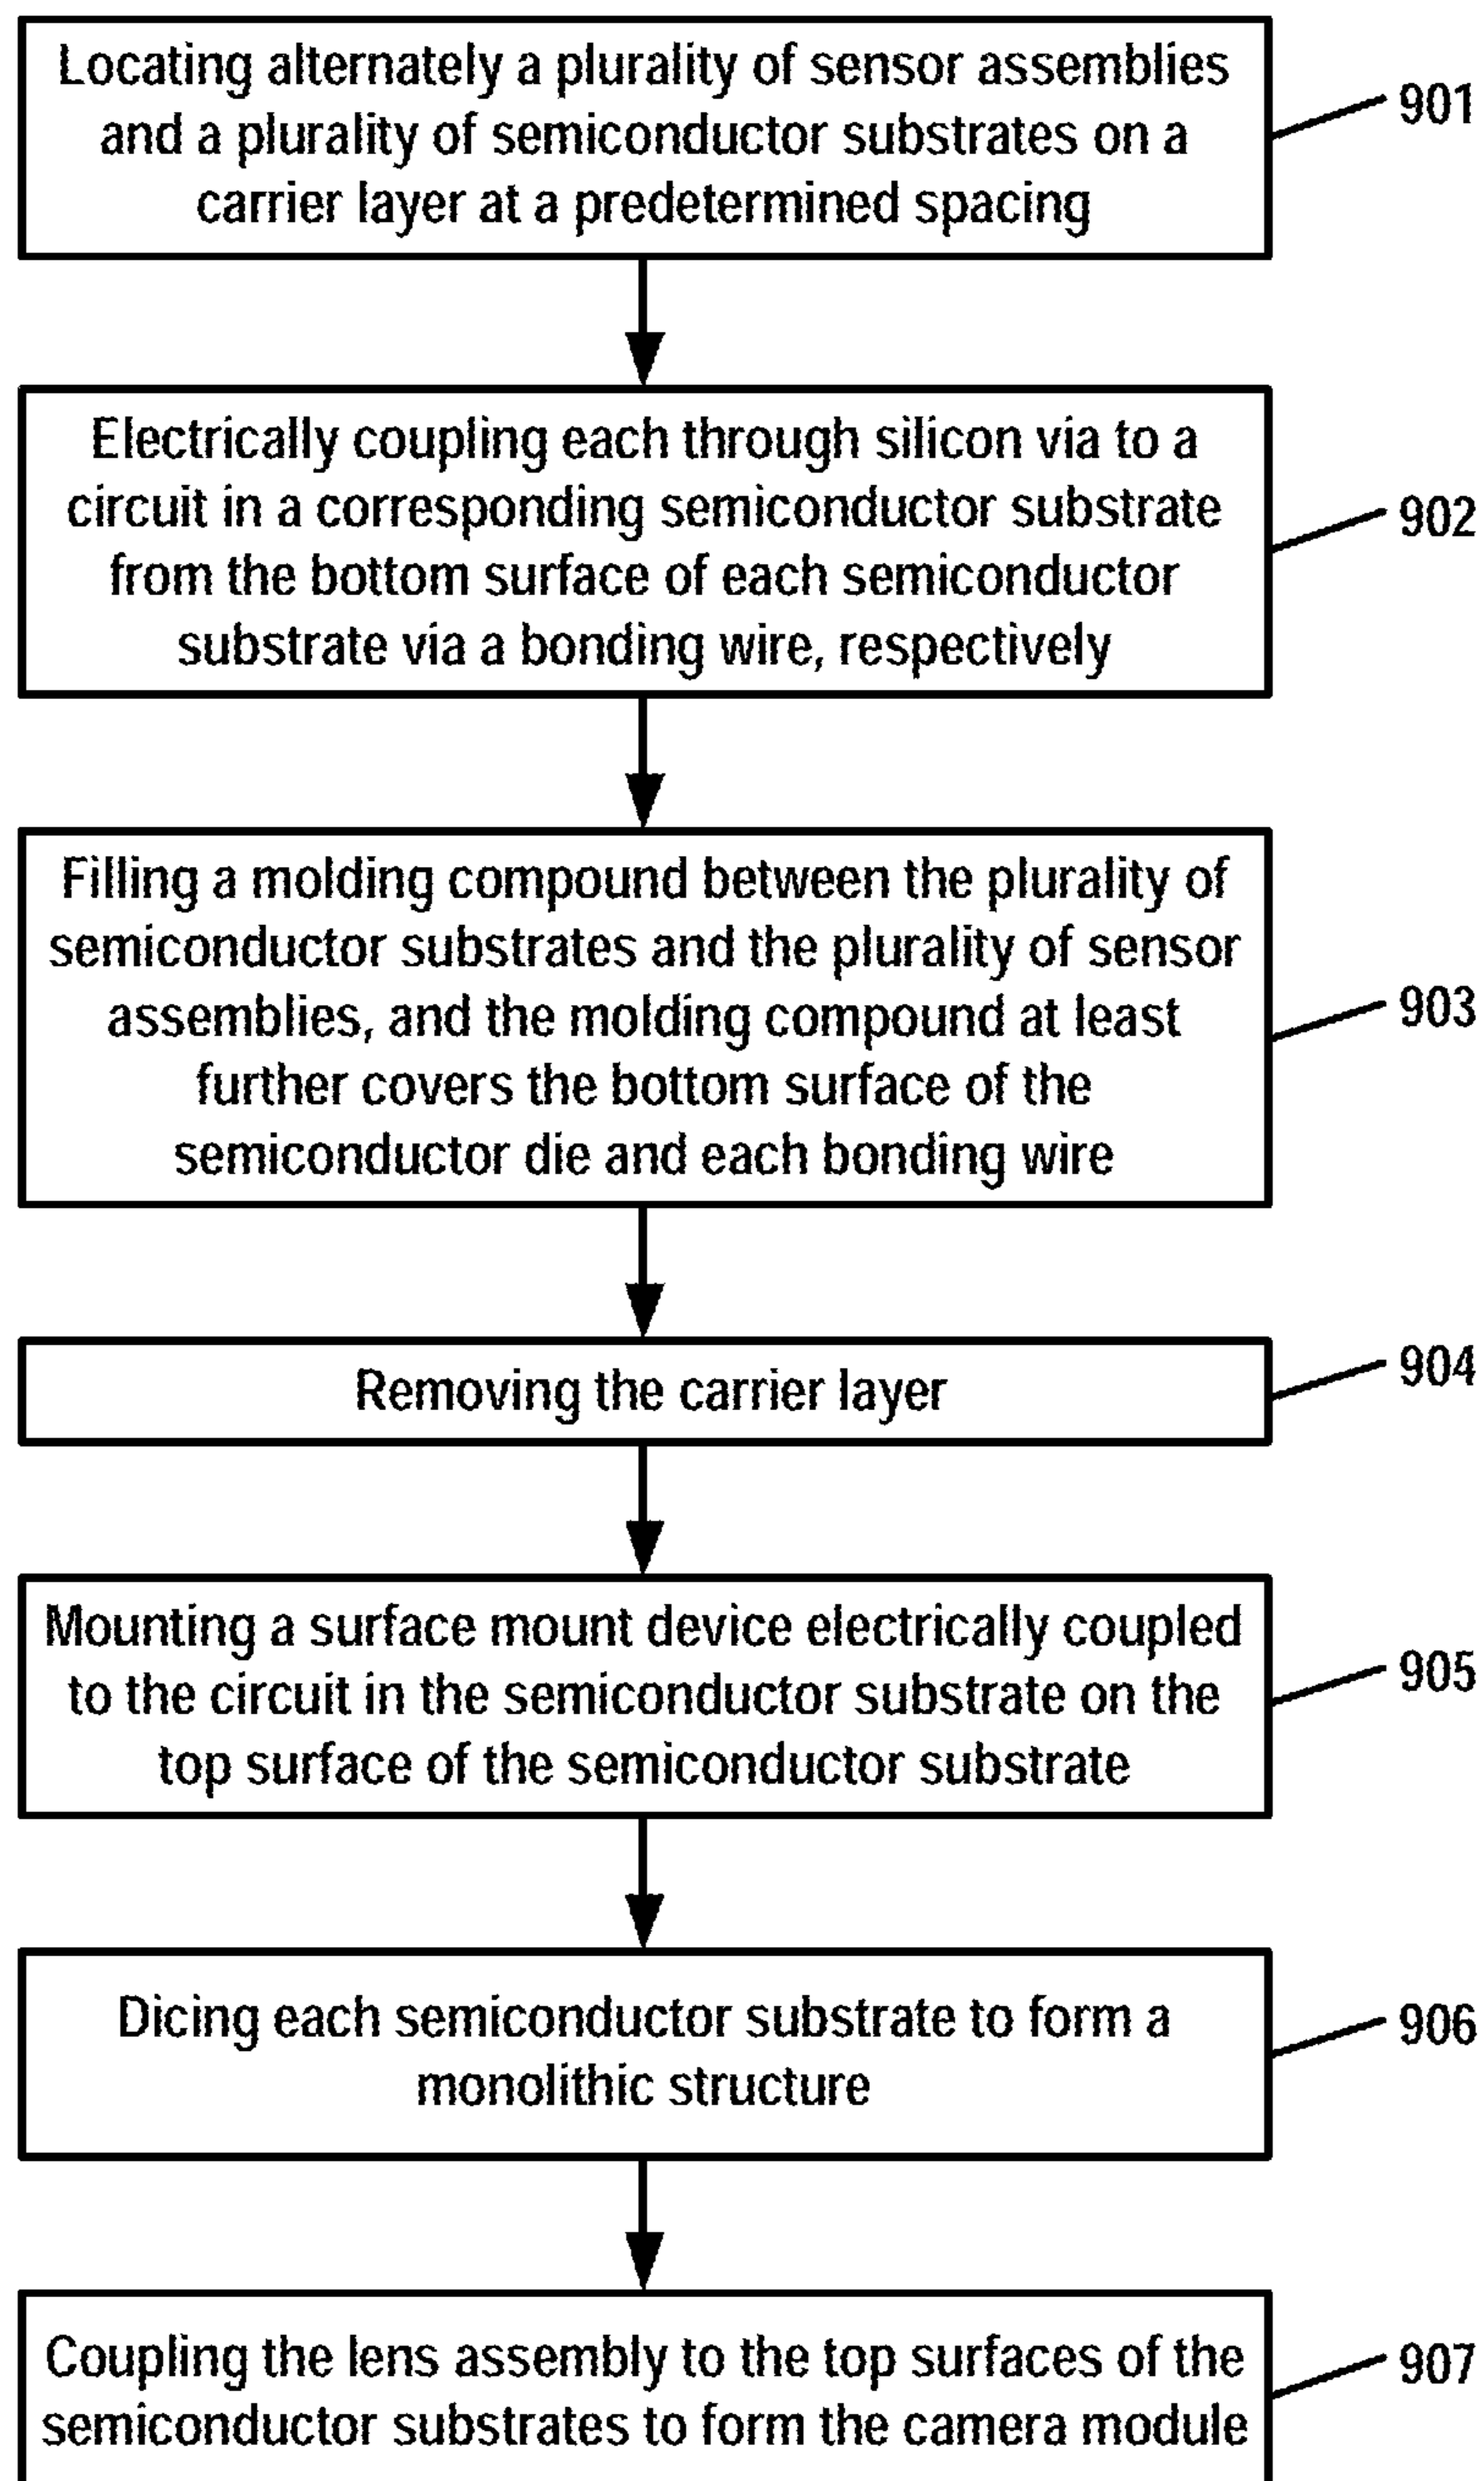 Locating alternately a plurality of sensor assemblies
and a plurality of semiconductor substrates on a
carrier layer at a predetermined spacing
901
Electrically coupling each through silicon via to a
circuit in a corresponding semiconductor substrate
from the bottom surface of each semiconductor
substrate via a bonding wire, respectively
902
Filling a molding compound between the plurality of
semiconductor substrates and the plurality of sensor
assemblies, and the molding compound at least
further covers the bottom surface of the
semiconductor die and each bonding wire
903
Removing the carrier layer
904
Mounting a surface mount device electrically coupled
to the circuit in the semiconductor substrate on the
top surface of the semiconductor substrate
905
Dicing each semiconductor substrate to form a
monolithic structure
906
Coupling the lens assembly to the top surfaces of the
semiconductor substrates to form the camera module
907